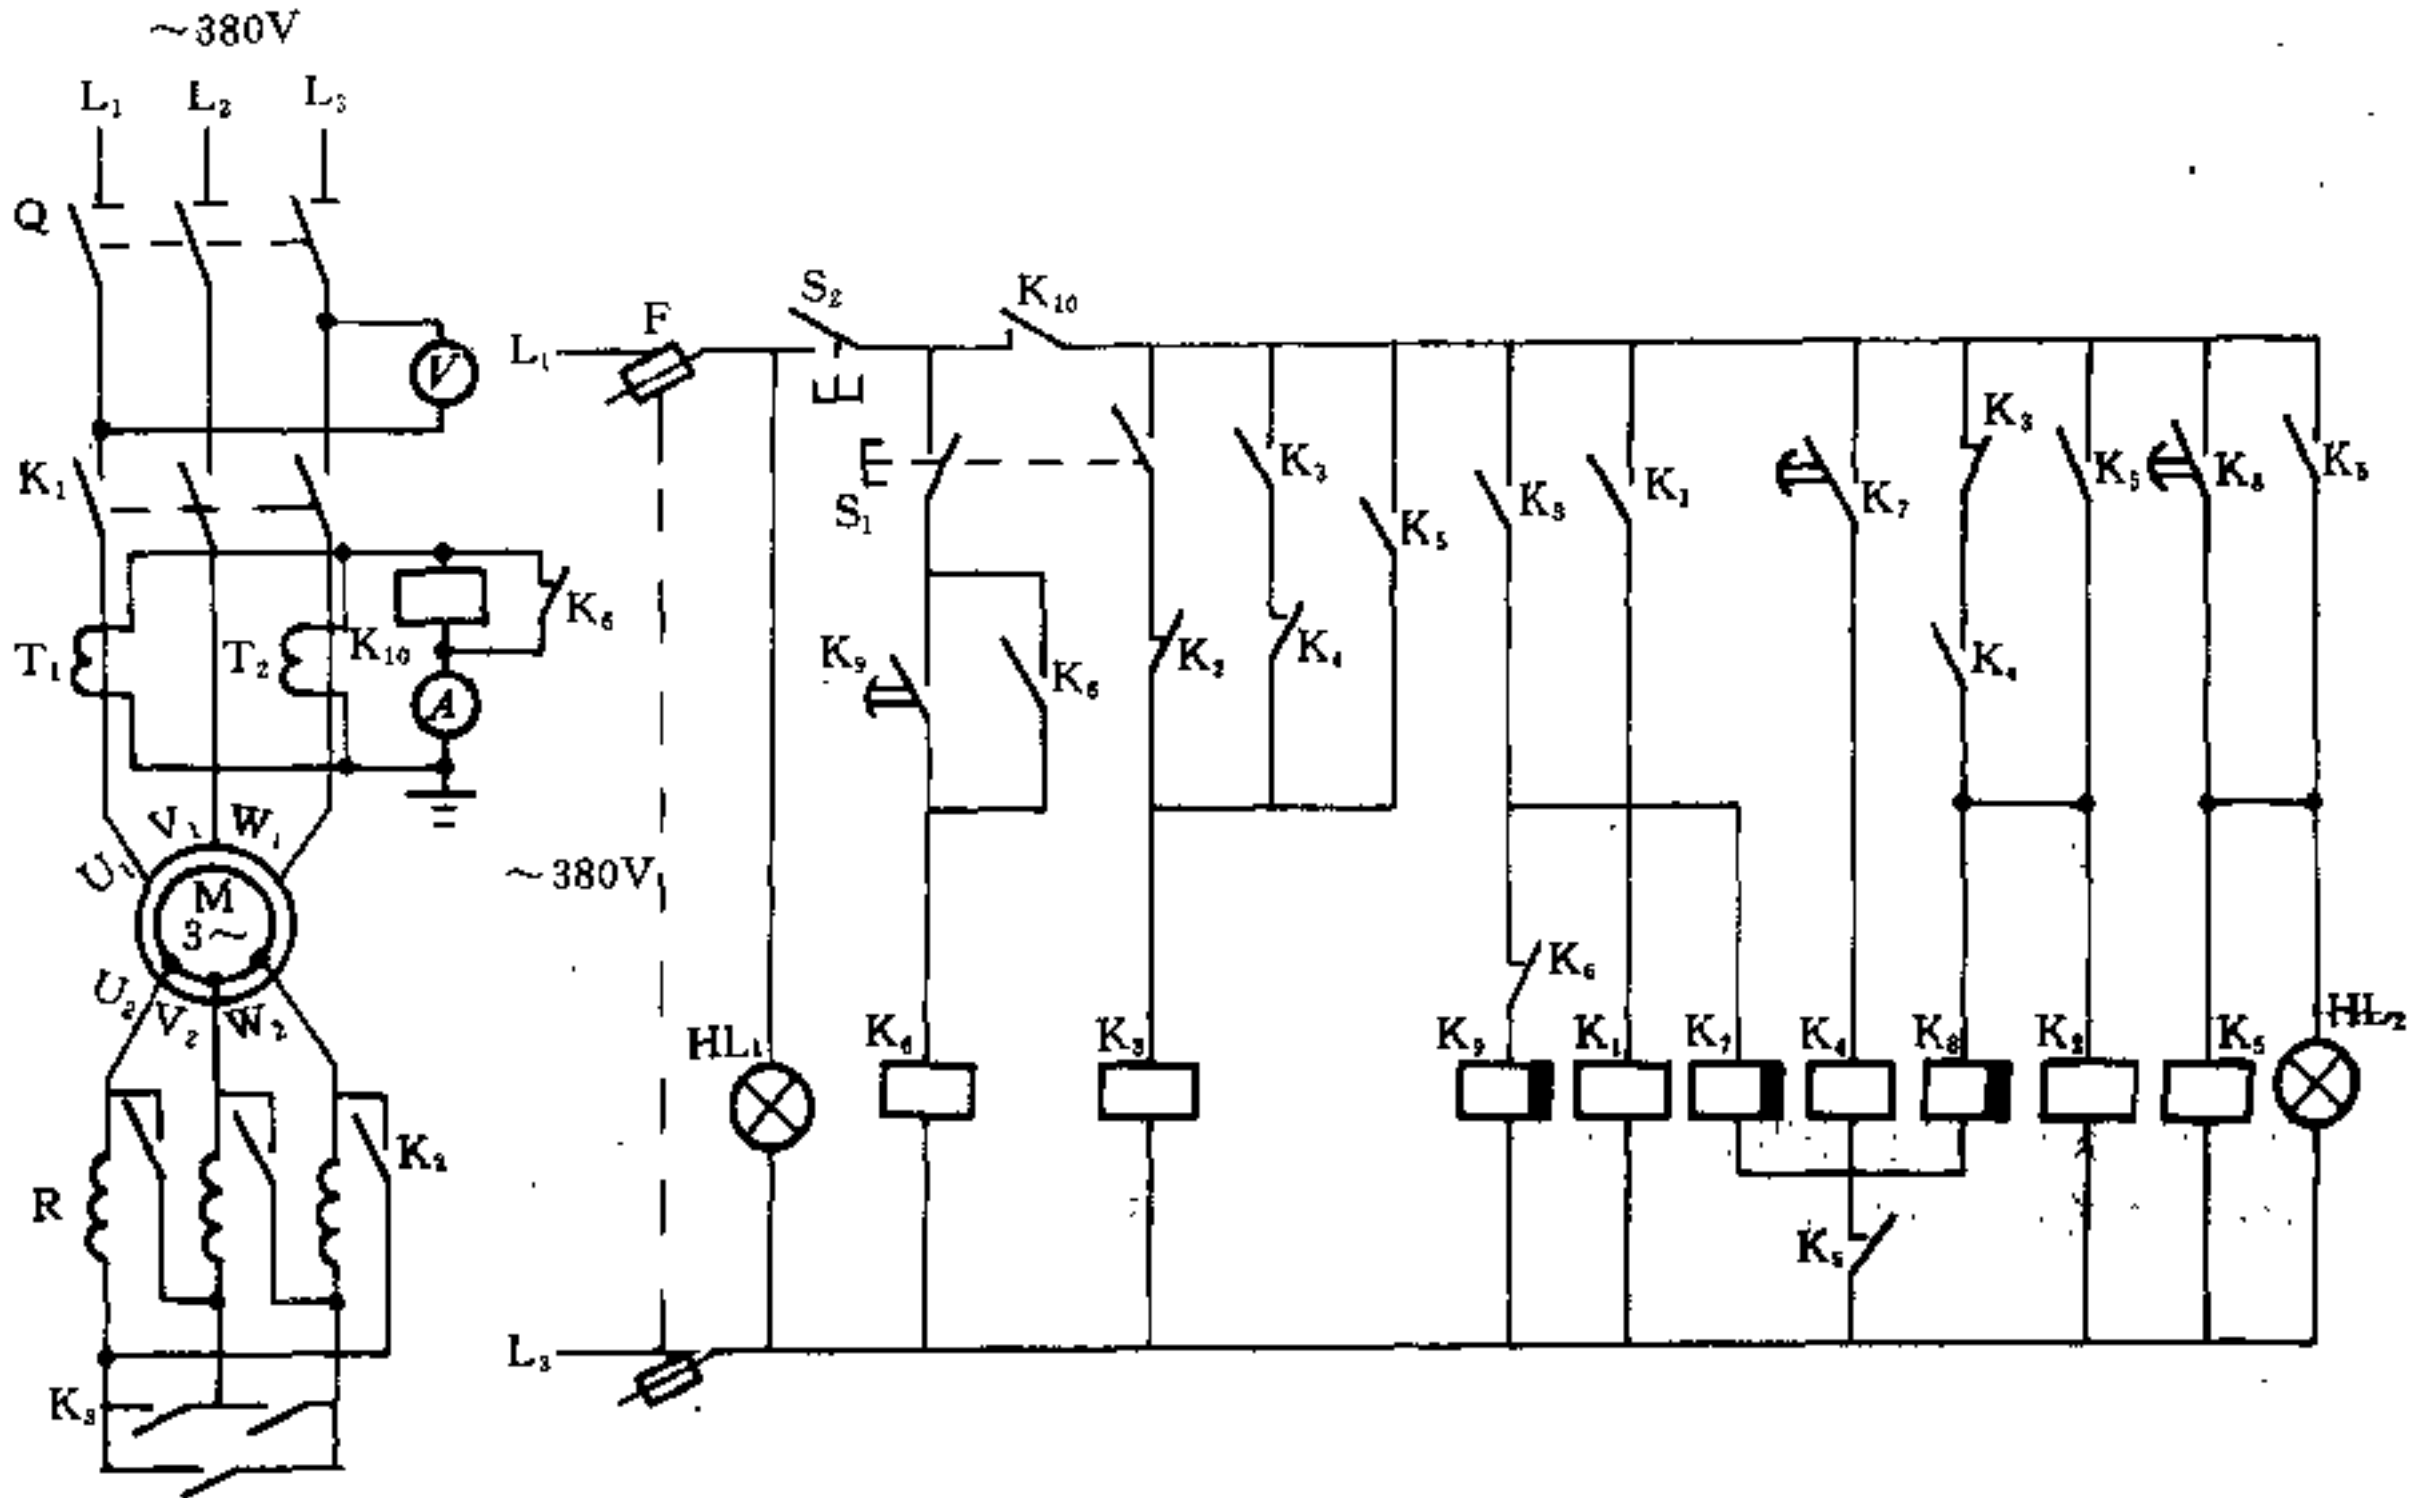 ~380V
L₁ L₂ L₃
Q
V
K₁
T₁ T₂ K₁₀ K₆
A
U₁ V₁ W₁
M
3~
U₂ V₂ W₂
R K₂
K₃
L₁ F S₂ K₁₀
S₁ K₃ K₅ K₃ K₁ K₇ K₃ K₅ K₈ K₅
K₉ K₆ K₂ K₄ K₄
~380V
K₆
HL₁ K₆ K₃ K₉ K₁ K₇ K₄ K₈ K₂ K₅ HL₂
K₅
L₃